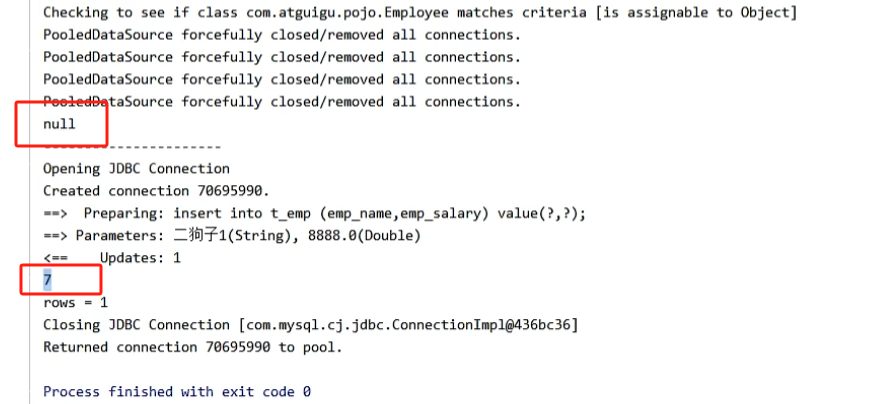 Checking to see if class com.atguigu.pojo.Employee matches criteria [is assignable to Object]
PooledDataSource forcefully closed/removed all connections.
PooledDataSource forcefully closed/removed all connections.
PooledDataSource forcefully closed/removed all connections.
PooledDataSource forcefully closed/removed all connections.
null
----------------------
Opening JDBC Connection
Created connection 70695990.
==>  Preparing: insert into t_emp (emp_name,emp_salary) value(?,?);
==> Parameters: 二狗子1(String), 8888.0(Double)
<==    Updates: 1
7
rows = 1
Closing JDBC Connection [com.mysql.cj.jdbc.ConnectionImpl@436bc36]
Returned connection 70695990 to pool.
Process finished with exit code 0